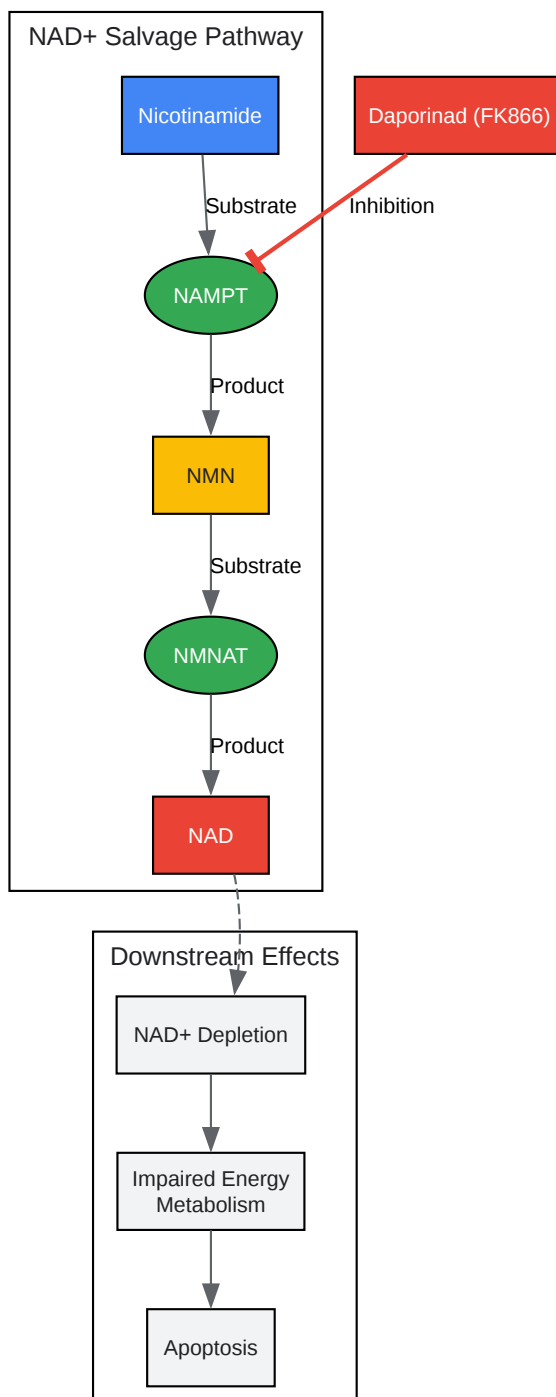 NAD+ Salvage Pathway
Nicotinamide
Daporinad (FK866)
Substrate
Inhibition
NAMPT
Product
NMN
Substrate
NMNAT
Product
NAD
Downstream Effects
NAD+ Depletion
Impaired Energy
Metabolism
Apoptosis